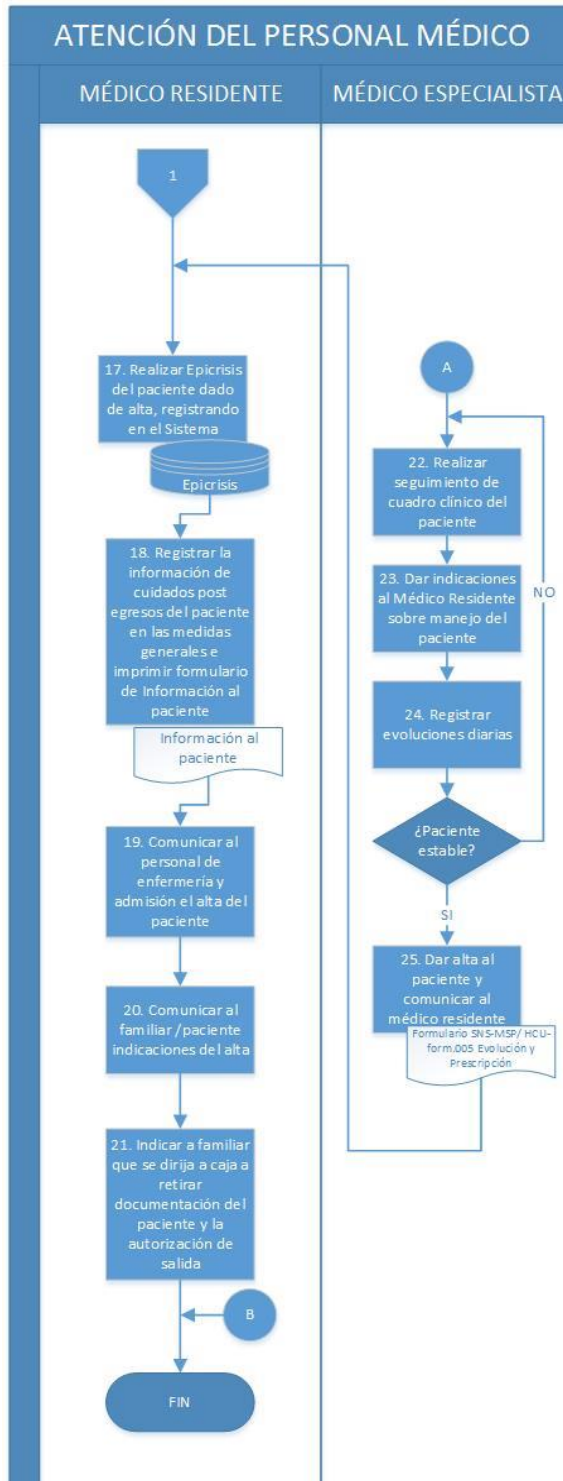 ATENCIÓN DEL PERSONAL MÉDICO
MÉDICO RESIDENTE
MÉDICO ESPECIALISTA
1
17. Realizar Epicrisis
del paciente dado
de alta, registrando
en el Sistema
Epicrisis
18. Registrar la
información de
cuidados post
egresos del paciente
en las medidas
generales e
imprimir formulario
de Información al
paciente
Información al
paciente
19. Comunicar al
personal de
enfermería y
admisión el alta del
paciente
20. Comunicar al
familiar /paciente
indicaciones del alta
21. Indicar a familiar
que se dirija a caja a
retirar
documentación del
paciente y la
autorización de
salida
B
FIN
A
22. Realizar
seguimiento de
cuadro clínico del
paciente
23. Dar indicaciones
al Médico Residente
sobre manejo del
paciente
NO
24. Registrar
evoluciones diarias
¿Paciente
estable?
SI
25. Dar alta al
paciente y
comunicar al
médico residente
Formulario SNS-MSP/ HCU-
form.005 Evolución y
Prescripción